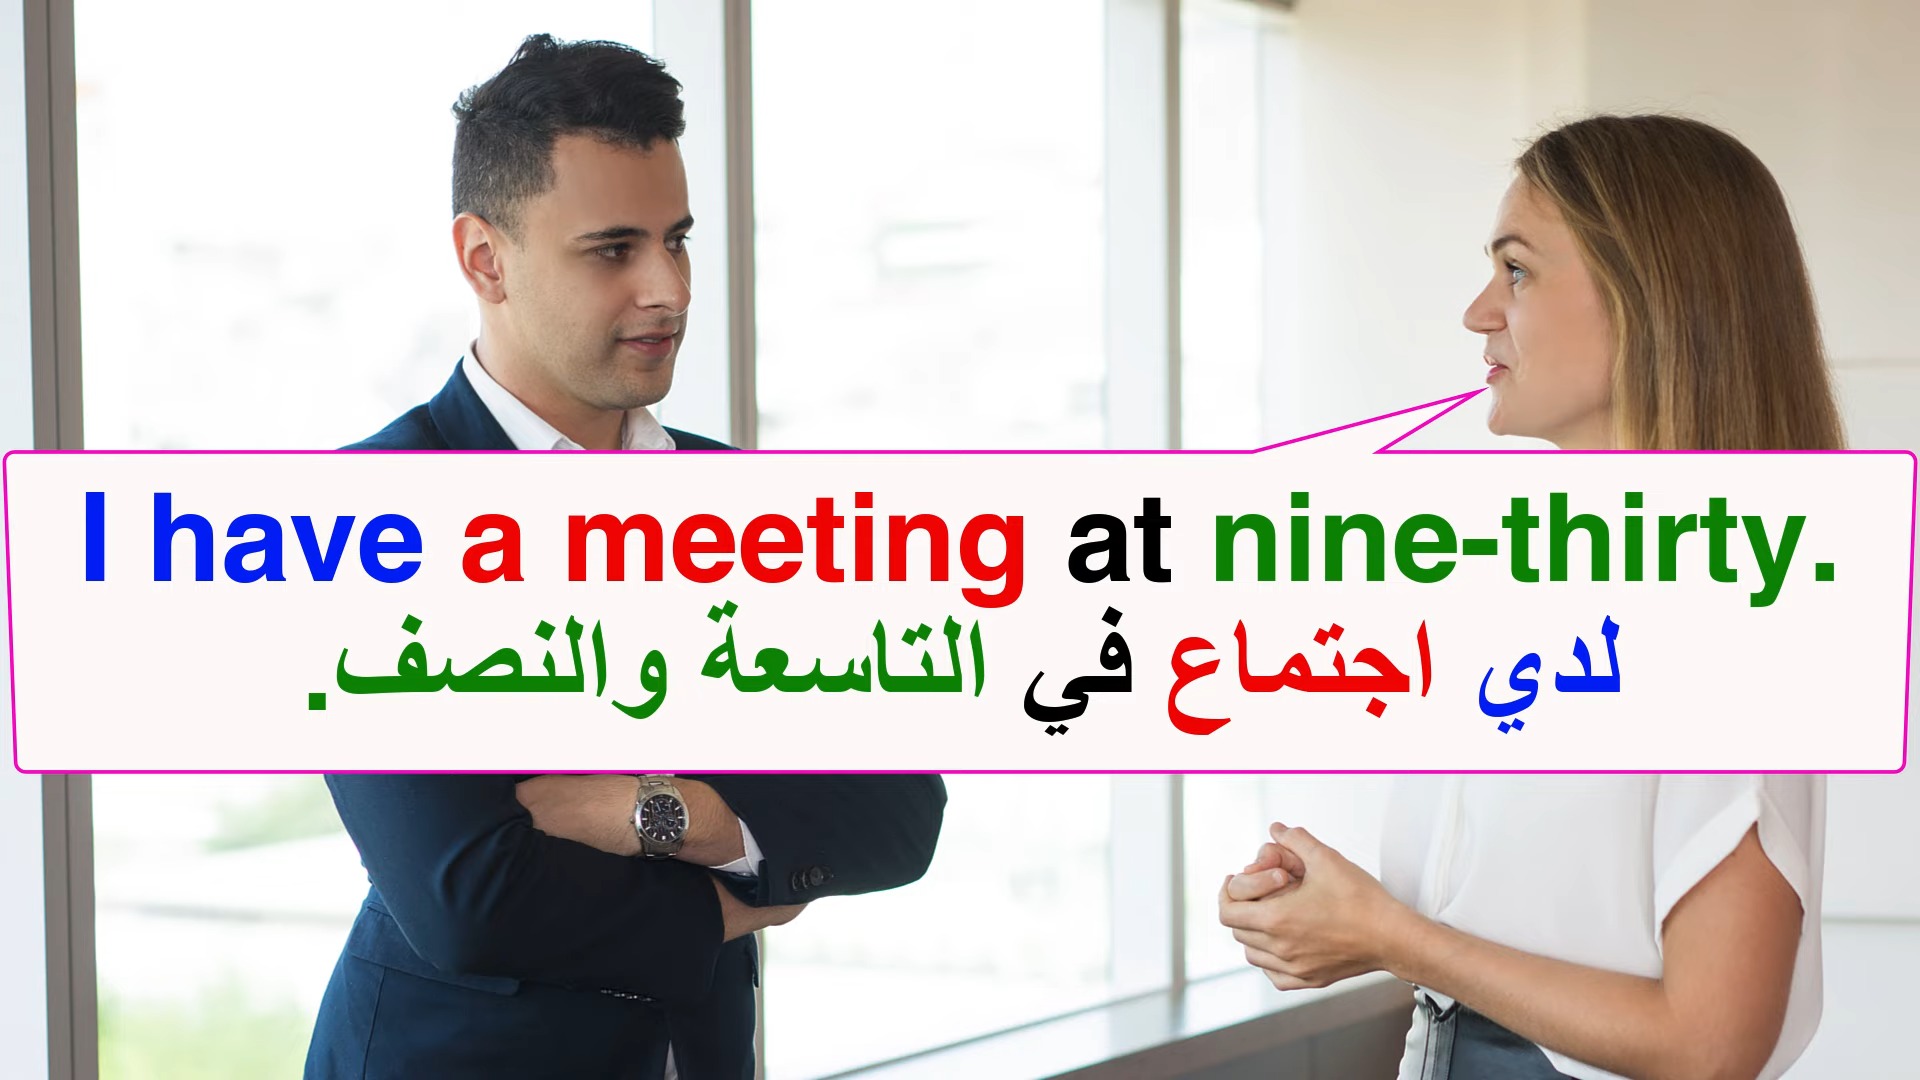 I have a meeting at nine-thirty.
لدي اجتماع في التاسعة والنصف.